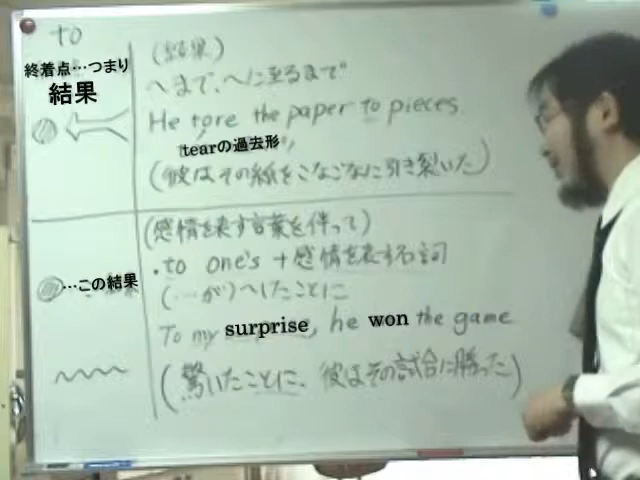 to
終着点…つまり
結果
(結果)
〜まで、〜に至るまで
He tore the paper to pieces.
tearの過去形
(彼はその紙をこなごなに引き裂いた)
(感情を表す言葉を伴って)
・to one's +感情を表す名詞
…この結果
(…が)〜したことに
To my surprise, he won the game
(驚いたことに、彼はその試合に勝った)